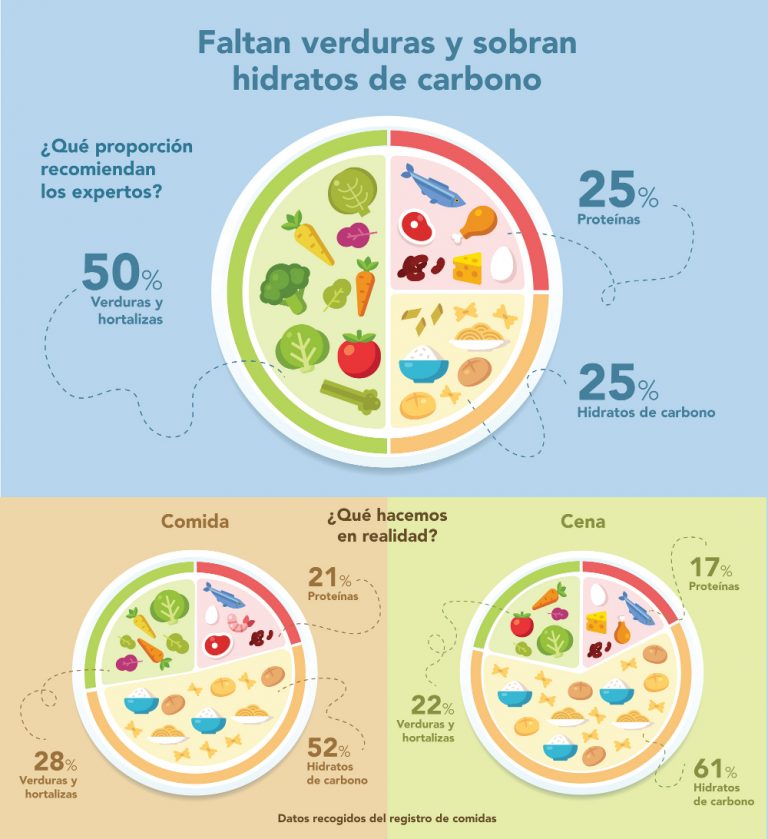 Faltan verduras y sobran
hidratos de carbono
¿Qué proporción
recomiendan
los expertos?
50%
Verduras y
hortalizas
25%
Proteínas
25%
Hidratos de carbono
¿Qué hacemos
en realidad?
Comida
21%
Proteínas
28%
Verduras y
hortalizas
52%
Hidratos
de carbono
Cena
17%
Proteínas
22%
Verduras y
hortalizas
61%
Hidratos
de carbono
Datos recogidos del registro de comidas